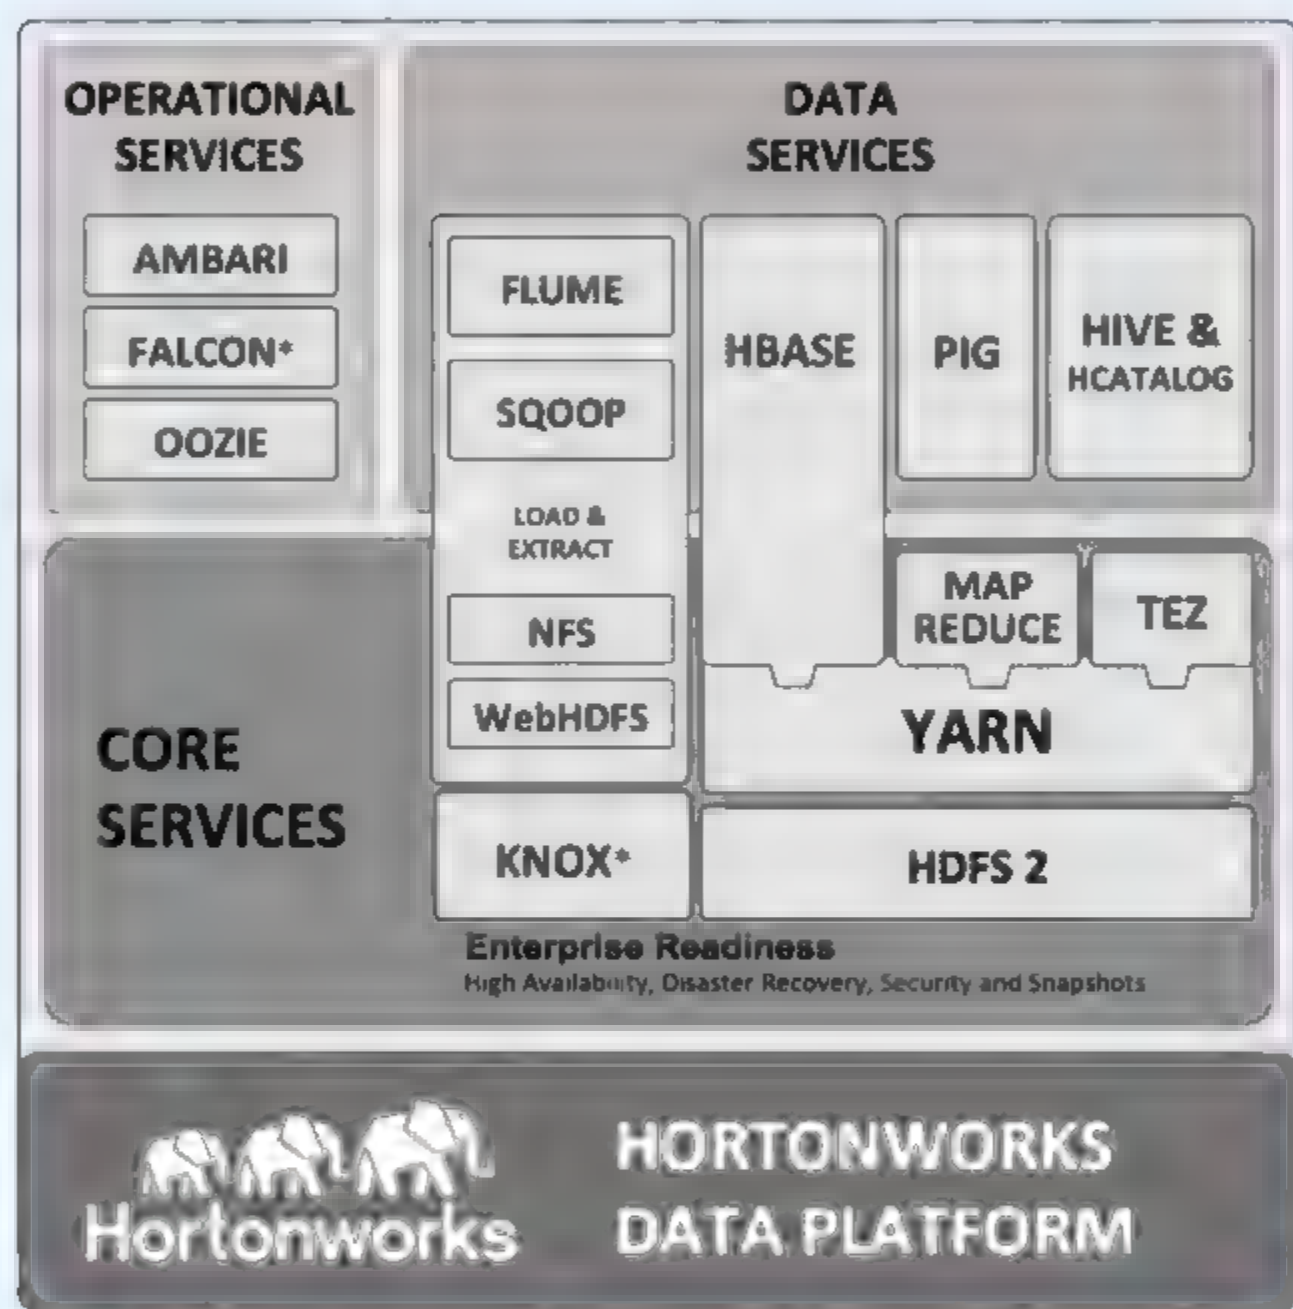 OPERATIONAL
SERVICES
AMBARI
FALCON*
OOZIE
DATA
SERVICES
FLUME
SQOOP
LOAD &
EXTRACT
NFS
WebHDFS
HBASE
PIG
HIVE &
HCATALOG
MAP
REDUCE
TEZ
YARN
CORE
SERVICES
KNOX*
HDFS 2
Enterprise Readiness
High Availability, Disaster Recovery, Security and Snapshots
Hortonworks
HORTONWORKS
DATA PLATFORM